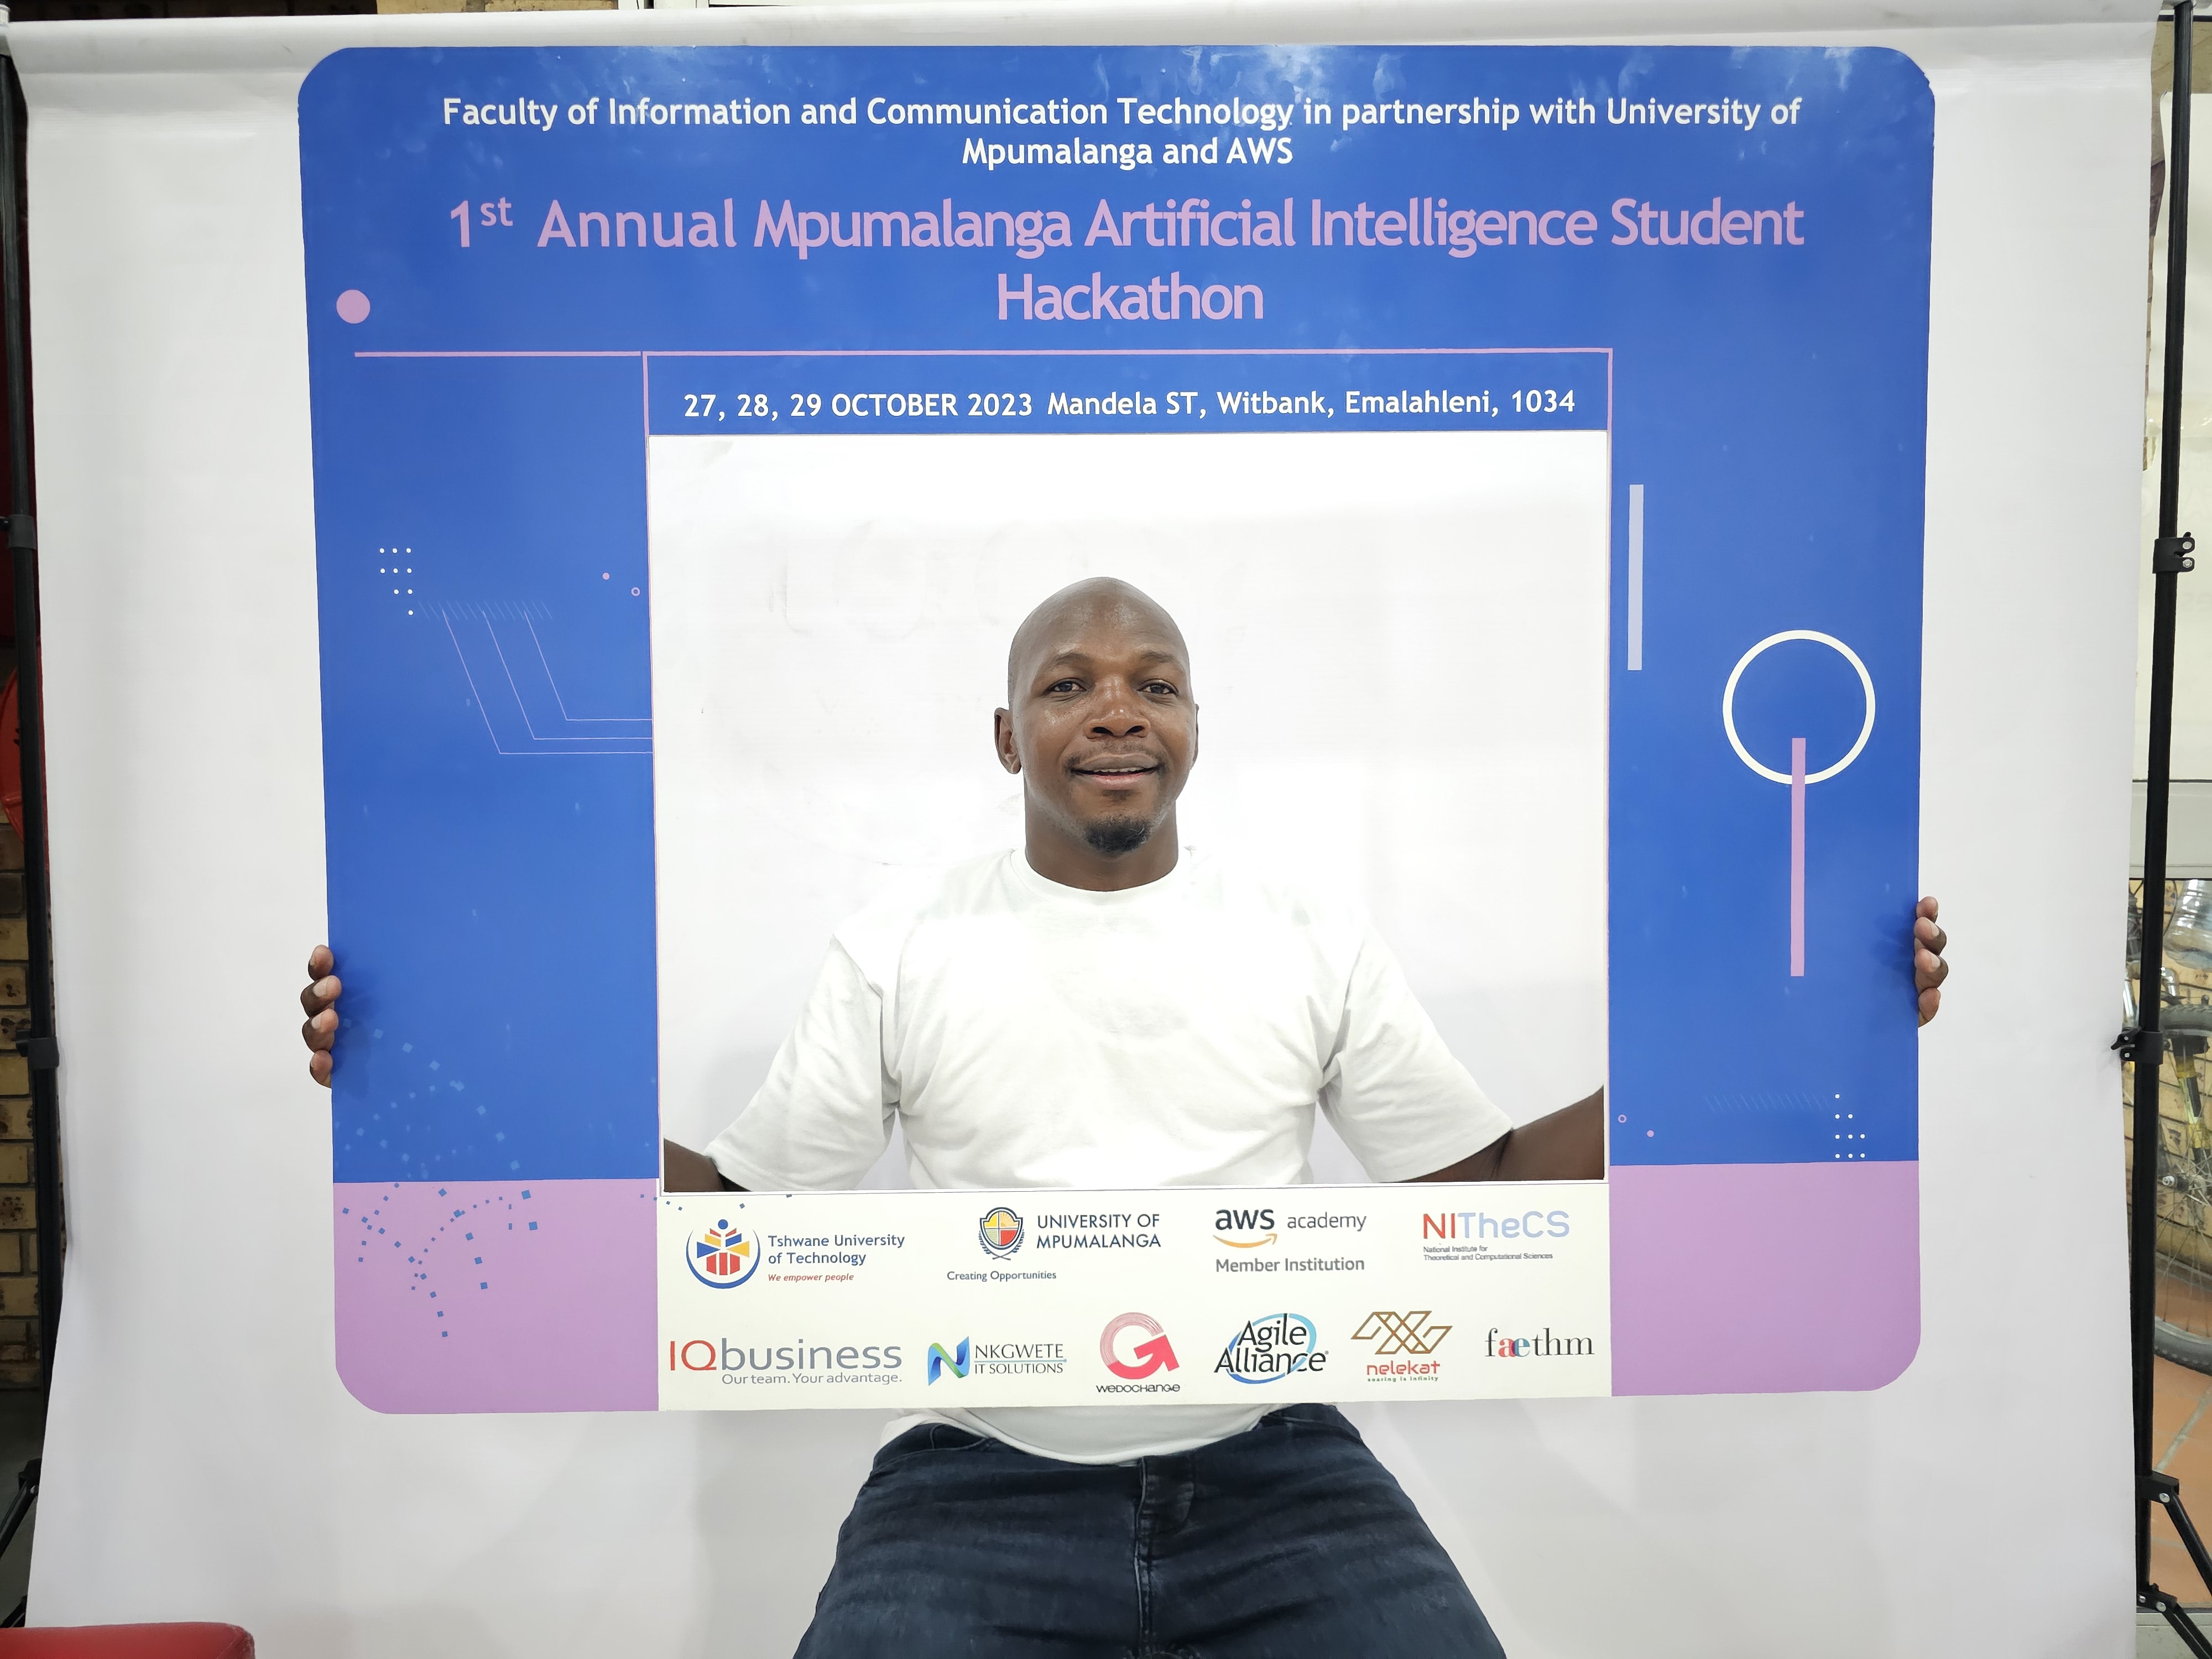 Faculty of Information and Communication Technology in partnership with University of
Mpumalanga and AWS
1st Annual Mpumalanga Artificial Intelligence Student
Hackathon
27, 28, 29 OCTOBER 2023 Mandela ST, Witbank, Emalahleni, 1034
Tshwane University
of Technology
We empower people
UNIVERSITY OF
MPUMALANGA
Creating Opportunities
aws academy
Member Institution
NITheCS
National Institute for
Theoretical and Computational Sciences
IQbusiness
Our team. Your advantage.
NKGWETE
IT SOLUTIONS
WEDOCHANGE
Agile
Alliance
nelekat
soaring is infinity
faethm